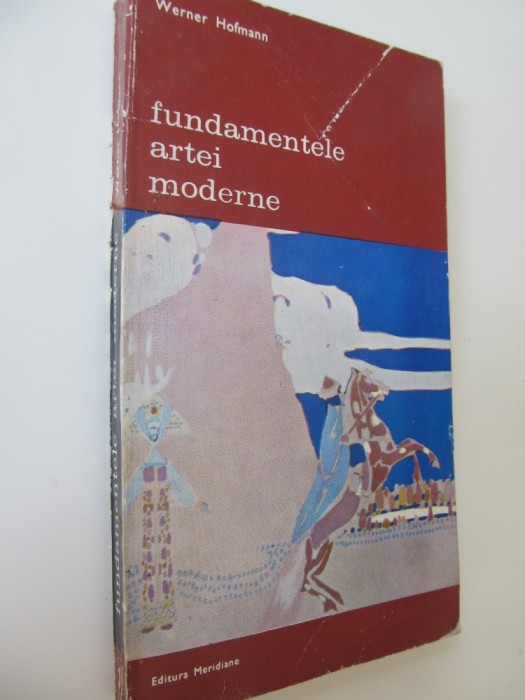 Werner Hofmann
fundamentele
artei
moderne
fundamentele artei moderne
Editura Meridiane